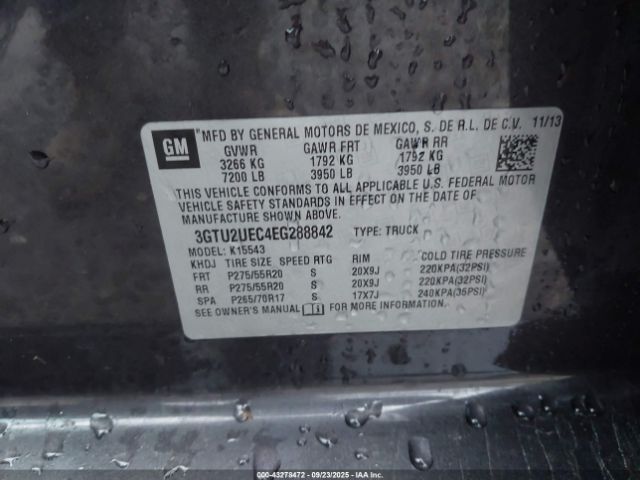 GM
MFD BY GENERAL MOTORS DE MEXICO, S. DE R.L. DE C.V. 11/13
GVWR GAWR FRT GAWR RR
3266 KG 1792 KG 1792 KG
7200 LB 3950 LB 3950 LB
THIS VEHICLE CONFORMS TO ALL APPLICABLE U.S. FEDERAL MOTOR
VEHICLE SAFETY STANDARDS IN EFFECT ON THE DATE OF
MANUFACTURE SHOWN ABOVE.
3GTU2UEC4EG288842 TYPE: TRUCK
MODEL: K15543
KHDJ TIRE SIZE SPEED RTG RIM COLD TIRE PRESSURE
FRT P275/55R20 S 20X9J 220KPA(32PSI)
RR P275/55R20 S 20X9J 220KPA(32PSI)
SPA P265/70R17 S 17X7J 240KPA(35PSI)
SEE OWNER'S MANUAL FOR MORE INFORMATION.
000-43278472 - 09/23/2025 - IAAI.COM